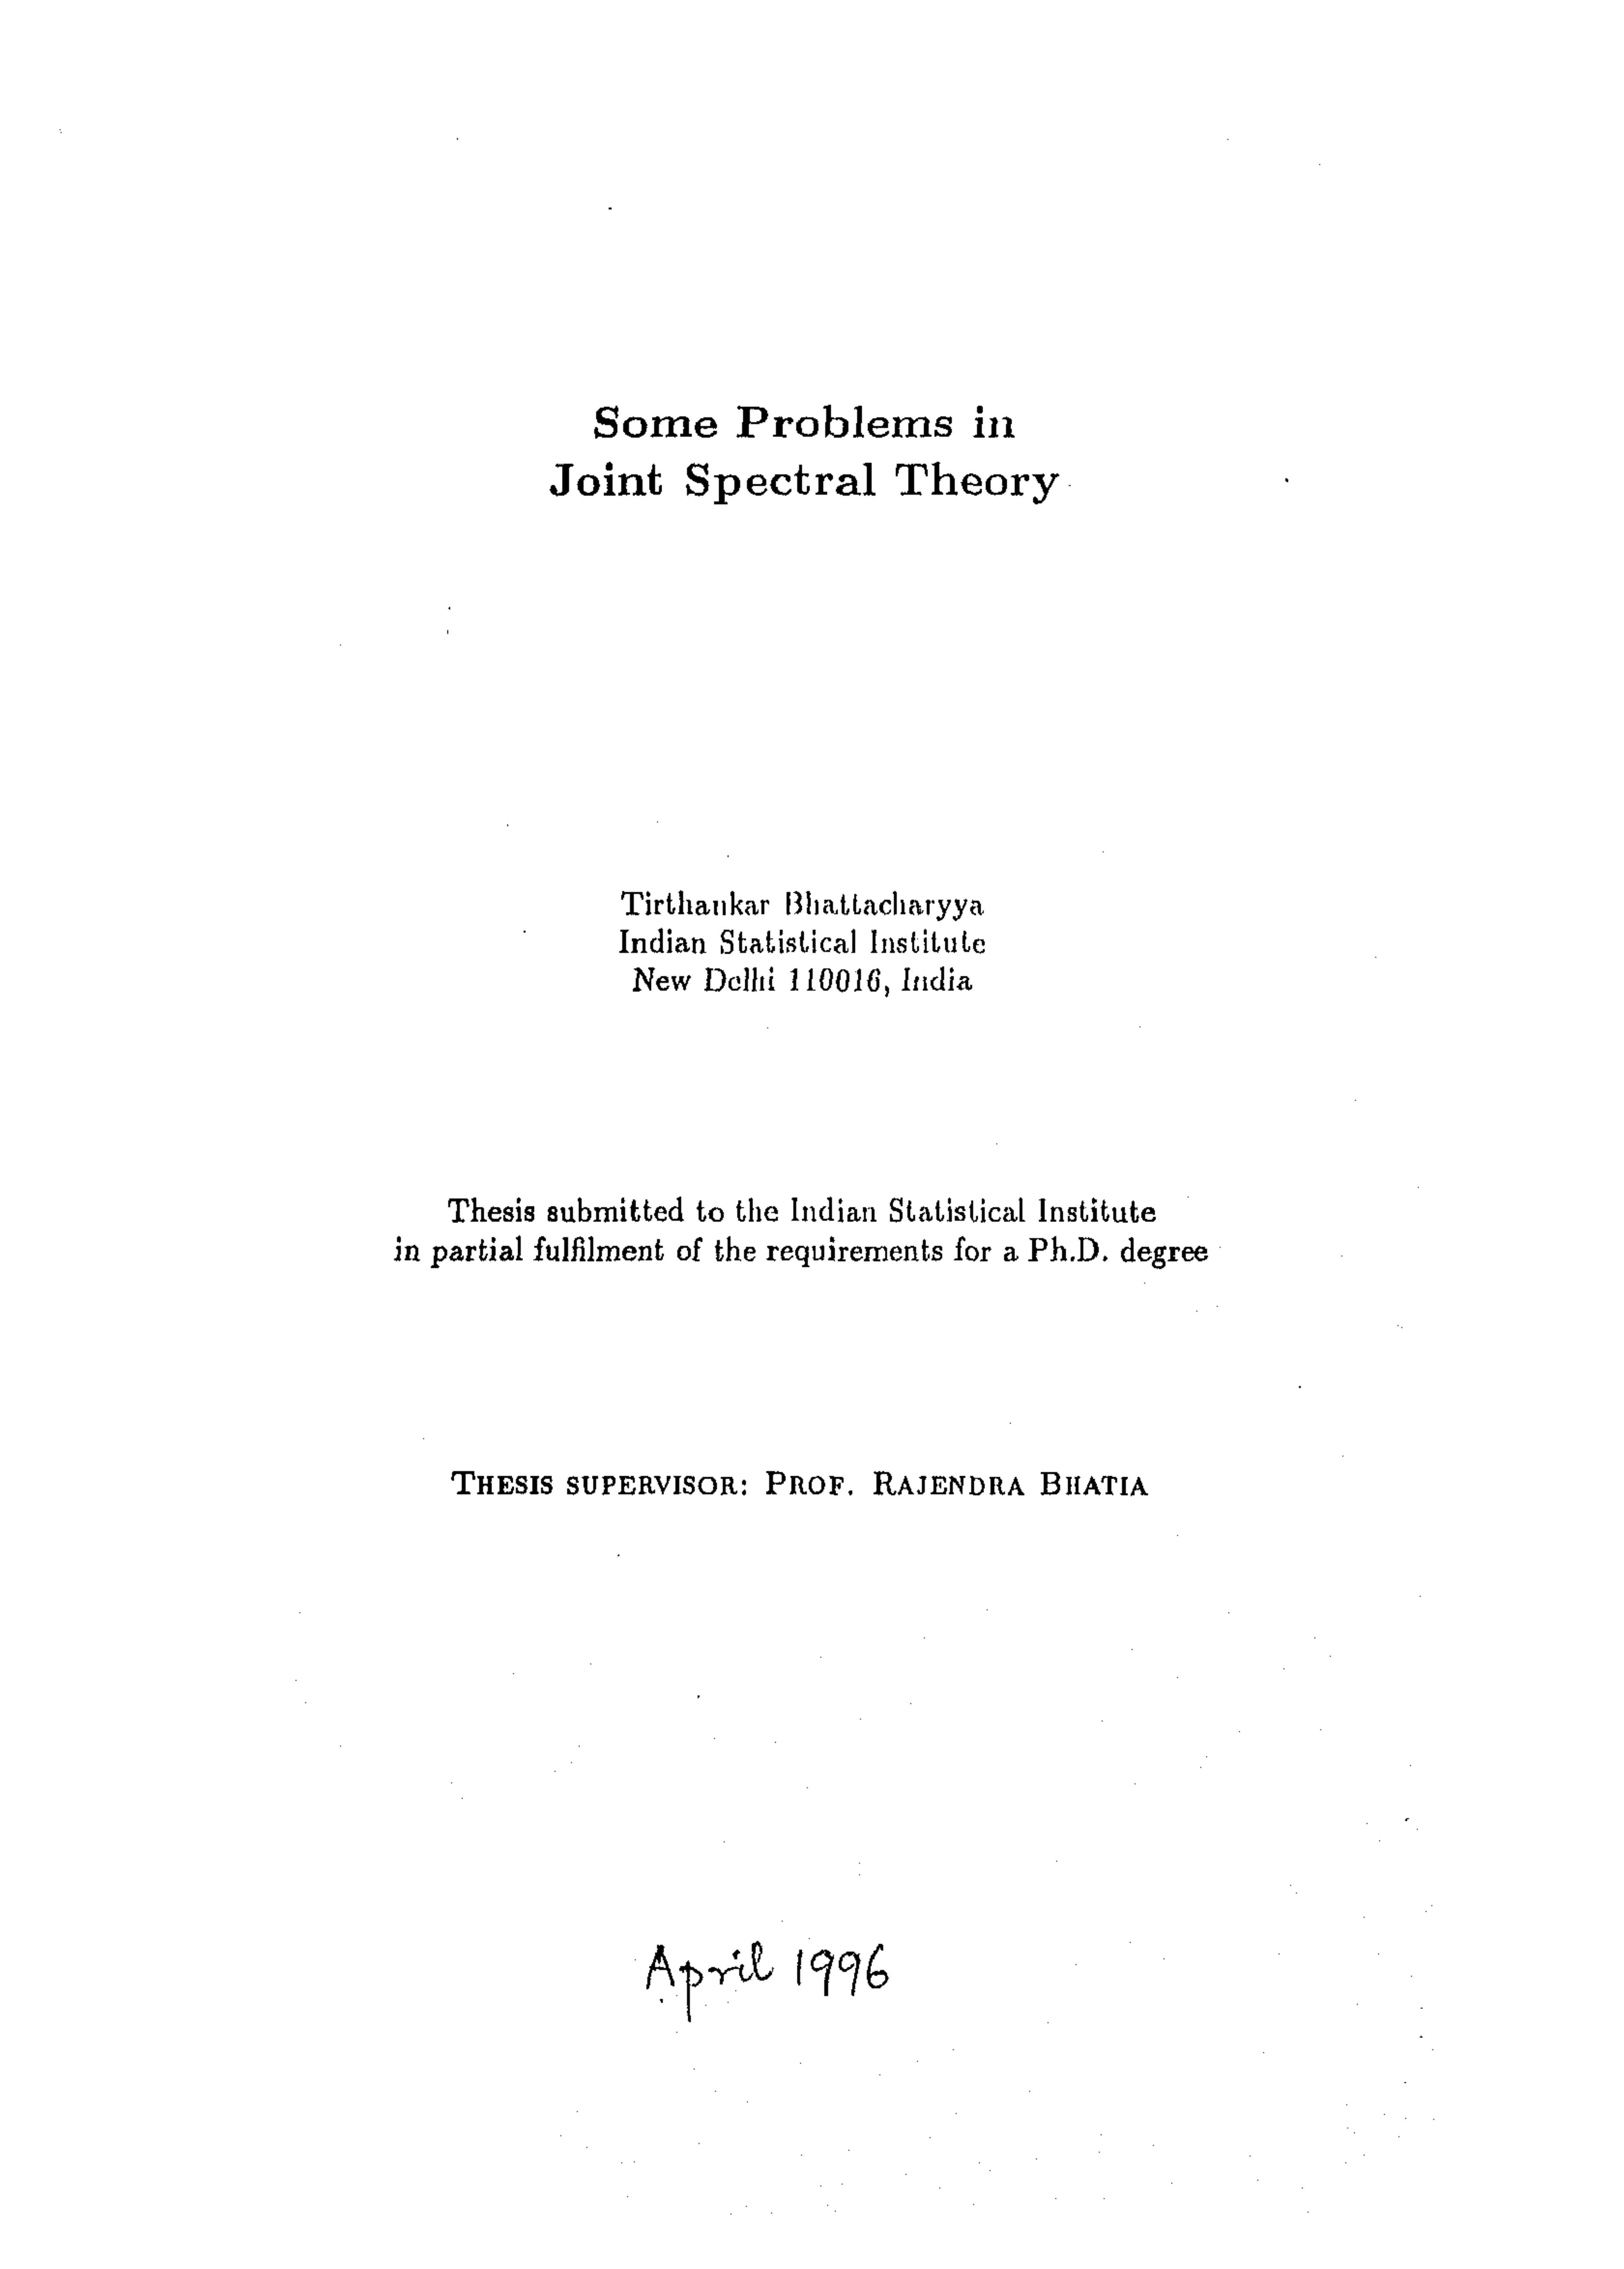 Some Problems in
Joint Spectral Theory
Tirthankar Bhattacharyya
Indian Statistical Institute
New Delhi 110016, India
Thesis submitted to the Indian Statistical Institute
in partial fulfilment of the requirements for a Ph.D. degree
THESIS SUPERVISOR: PROF. RAJENDRA BHATIA
April 1996